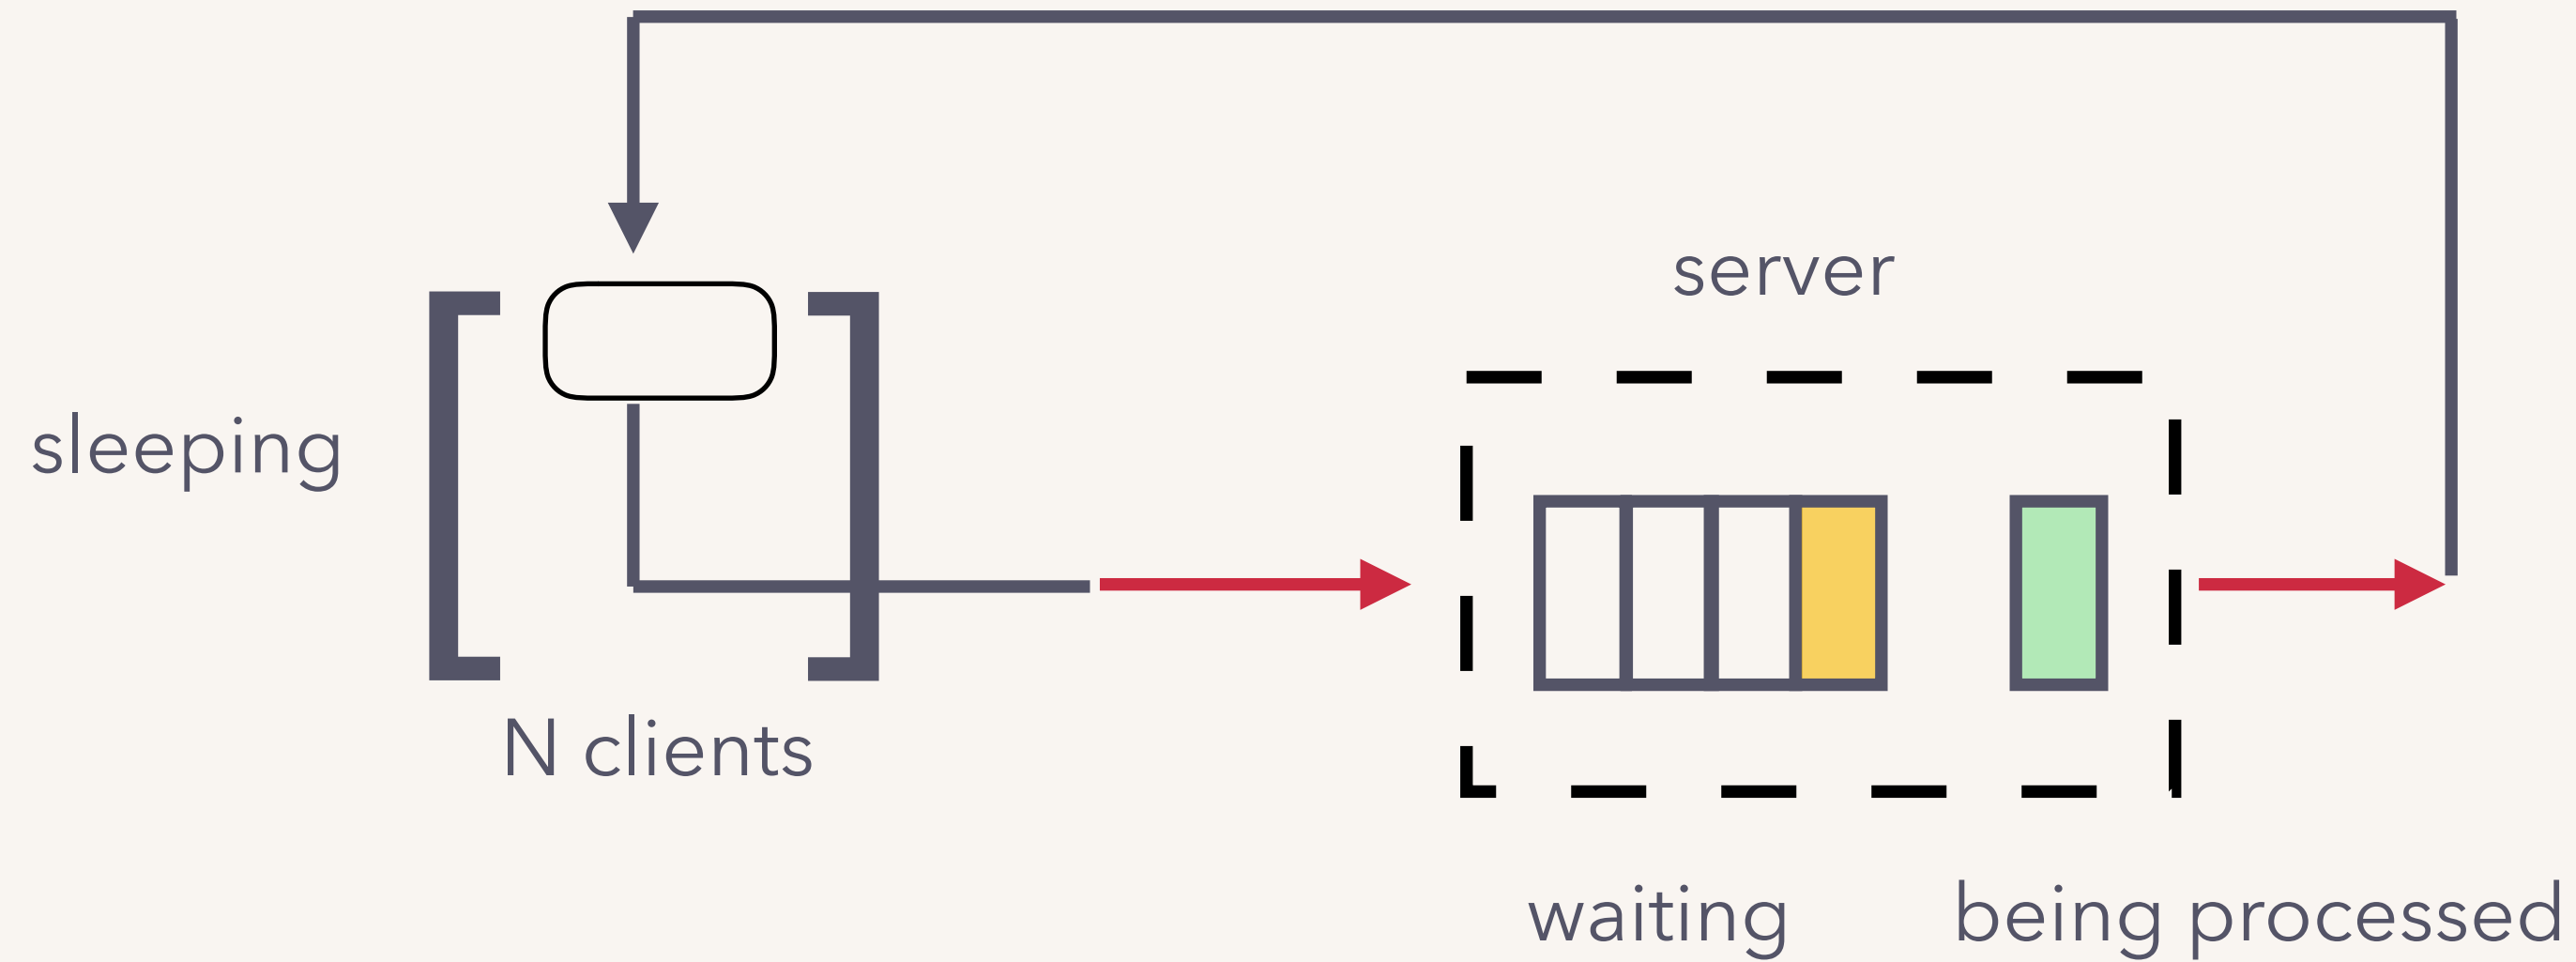 server
sleeping
N clients
waiting
being processed